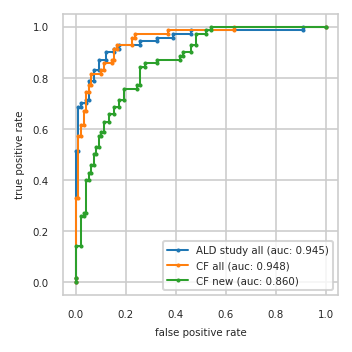 1.0
0.8
0.6
0.4
0.2
0.0
true positive rate
ALD study all (auc: 0.945)
CF all (auc: 0.948)
CF new (auc: 0.860)
0.0 0.2 0.4 0.6 0.8 1.0
false positive rate